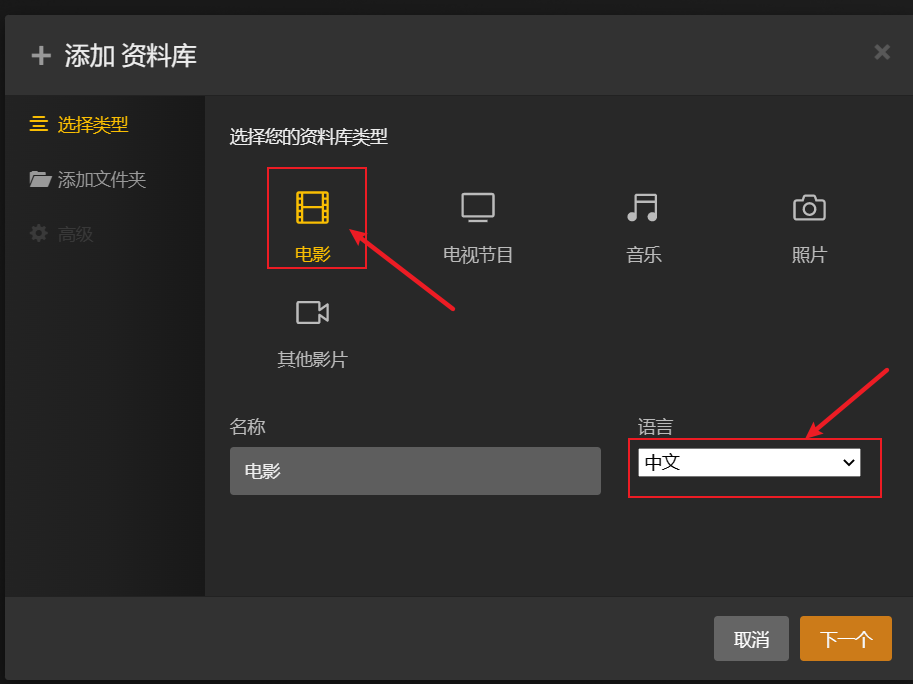 添加 资料库
选择类型
添加文件夹
高级
选择您的资料库类型
电影
电视节目
音乐
照片
其他影片
名称
语言
电影
中文
取消
下一个